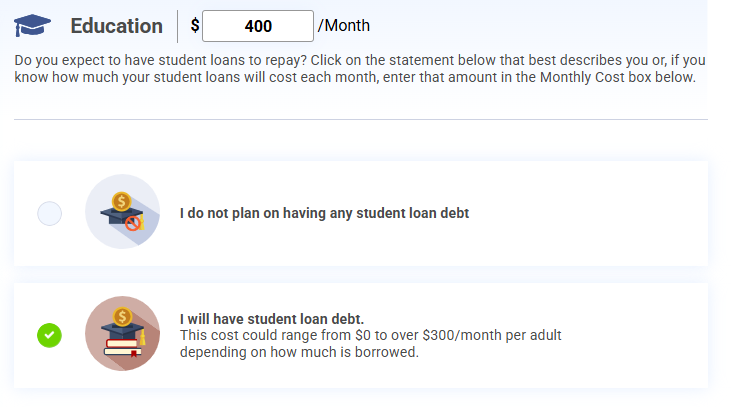 Education $ 400 /Month
Do you expect to have student loans to repay? Click on the statement below that best describes you or, if you
know how much your student loans will cost each month, enter that amount in the Monthly Cost box below.
I do not plan on having any student loan debt
I will have student loan debt.
This cost could range from $0 to over $300/month per adult
depending on how much is borrowed.